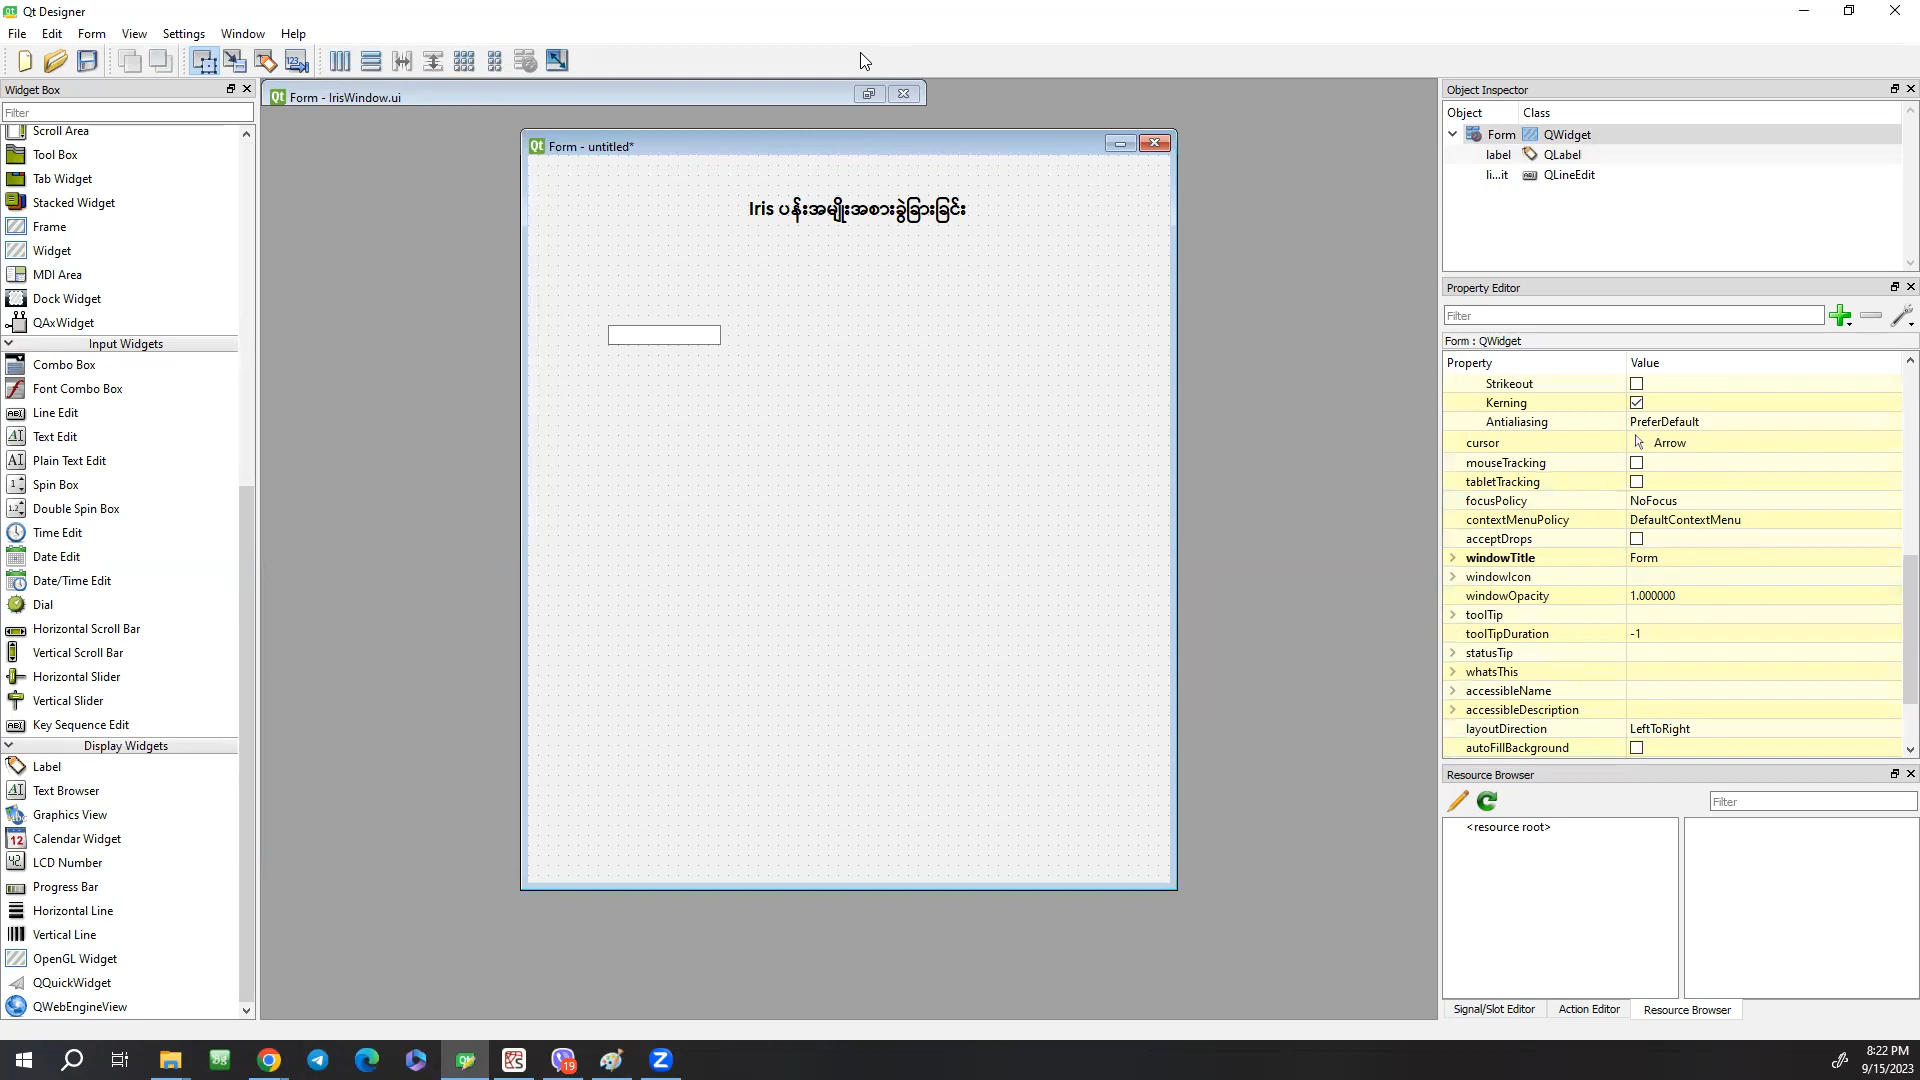 Qt Designer
File Edit Form View Settings Window Help
Widget Box
Filter
Scroll Area
Tool Box
Tab Widget
Stacked Widget
Frame
Widget
MDI Area
Dock Widget
QAxWidget
Input Widgets
Combo Box
Font Combo Box
Line Edit
Text Edit
Plain Text Edit
Spin Box
Double Spin Box
Time Edit
Date Edit
Date/Time Edit
Dial
Horizontal Scroll Bar
Vertical Scroll Bar
Horizontal Slider
Vertical Slider
Key Sequence Edit
Display Widgets
Label
Text Browser
Graphics View
Calendar Widget
LCD Number
Progress Bar
Horizontal Line
Vertical Line
OpenGL Widget
QQuickWidget
QWebEngineView
Form - IrisWindow.ui
Form - untitled*
Iris ပန်းအမျိုးအစားခွဲခြားခြင်း
Object Inspector
Object Class
Form QWidget
label QLabel
li...it QLineEdit
Property Editor
Filter
Form : QWidget
Property Value
Strikeout
Kerning
Antialiasing PreferDefault
cursor Arrow
mouseTracking
tabletTracking
focusPolicy NoFocus
contextMenuPolicy DefaultContextMenu
acceptDrops
windowTitle Form
windowIcon
windowOpacity 1.000000
toolTip
toolTipDuration -1
statusTip
whatsThis
accessibleName
accessibleDescription
layoutDirection LeftToRight
autoFillBackground
Resource Browser
Filter
<resource root>
Signal/Slot Editor Action Editor Resource Browser
19
8:22 PM
9/15/2023